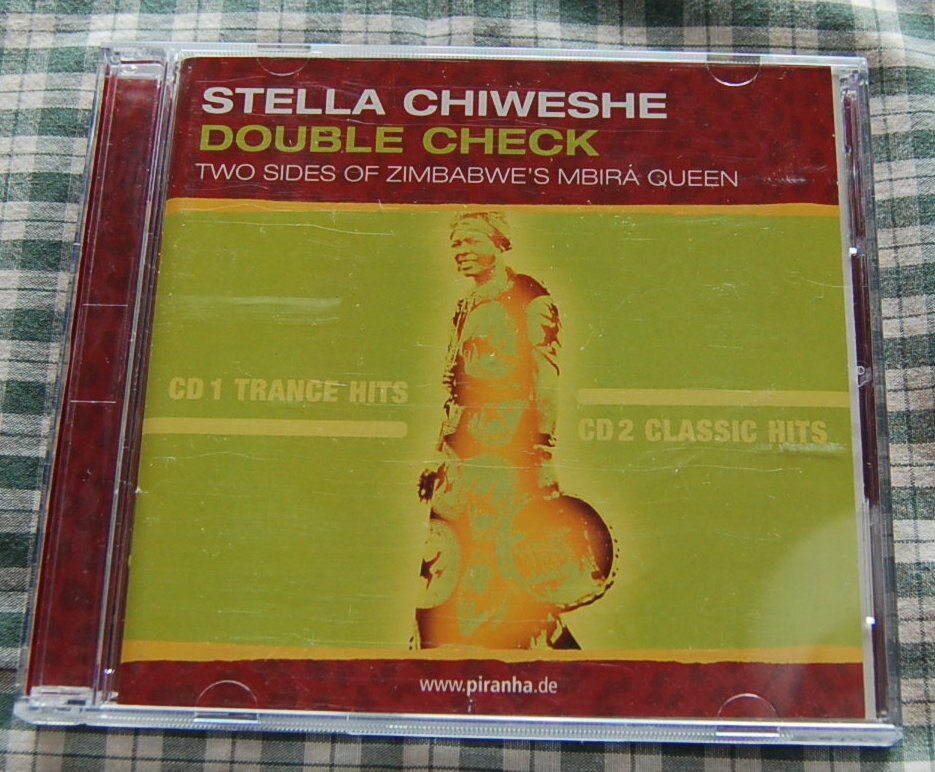 STELLA CHIWESHE
DOUBLE CHECK
TWO SIDES OF ZIMBABWE'S MBIRA QUEEN
CD 1 TRANCE HITS
CD 2 CLASSIC HITS
www.piranha.de